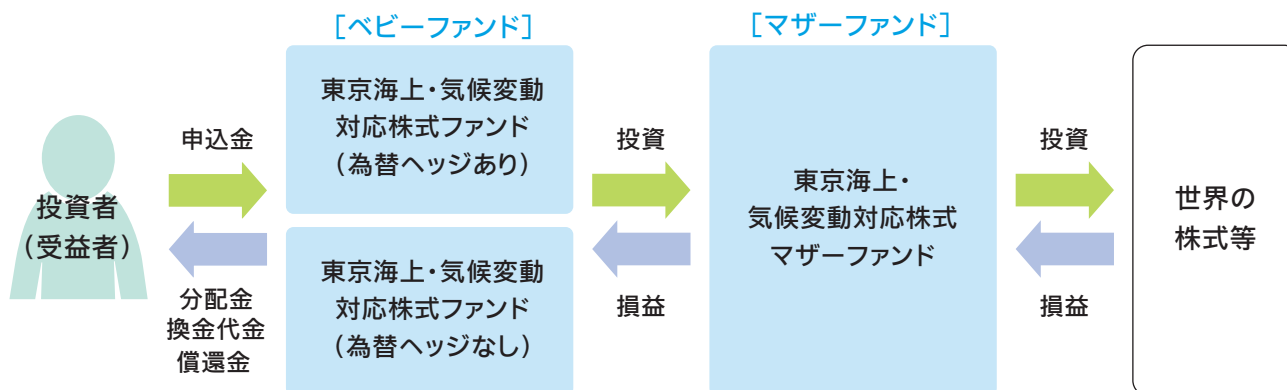 [ベビーファンド]
[マザーファンド]
投資者
(受益者)
申込金
分配金
換金代金
償還金
東京海上・気候変動
対応株式ファンド
(為替ヘッジあり)
東京海上・気候変動
対応株式ファンド
(為替ヘッジなし)
投資
損益
東京海上・
気候変動対応株式
マザーファンド
投資
損益
世界の
株式等